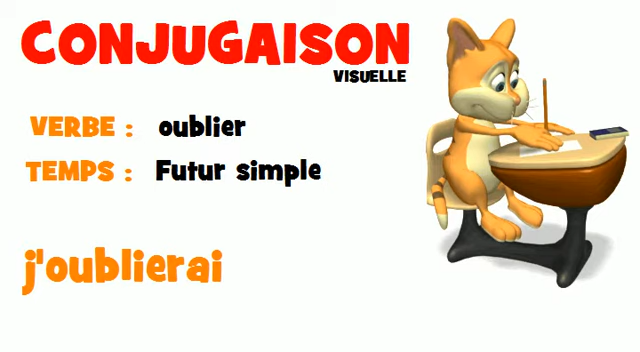 CONJUGAISON
VISUELLE
VERBE : oublier
TEMPS : Futur simple
j'oublierai